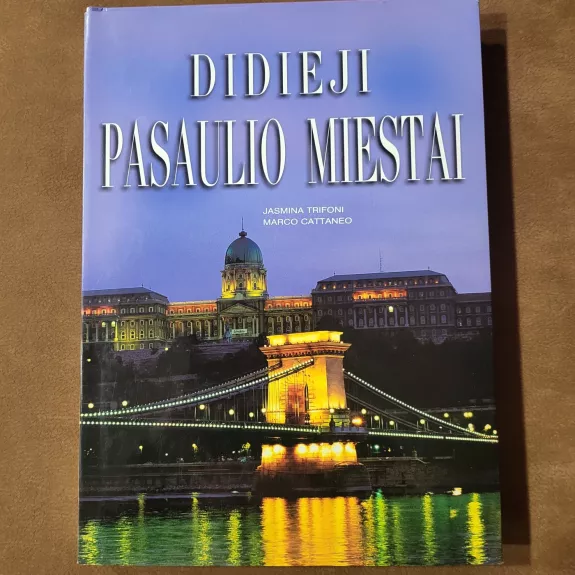 DIDIEJI
PASAULIO MIESTAI
JASMINA TRIFONI
MARCO CATTANEO